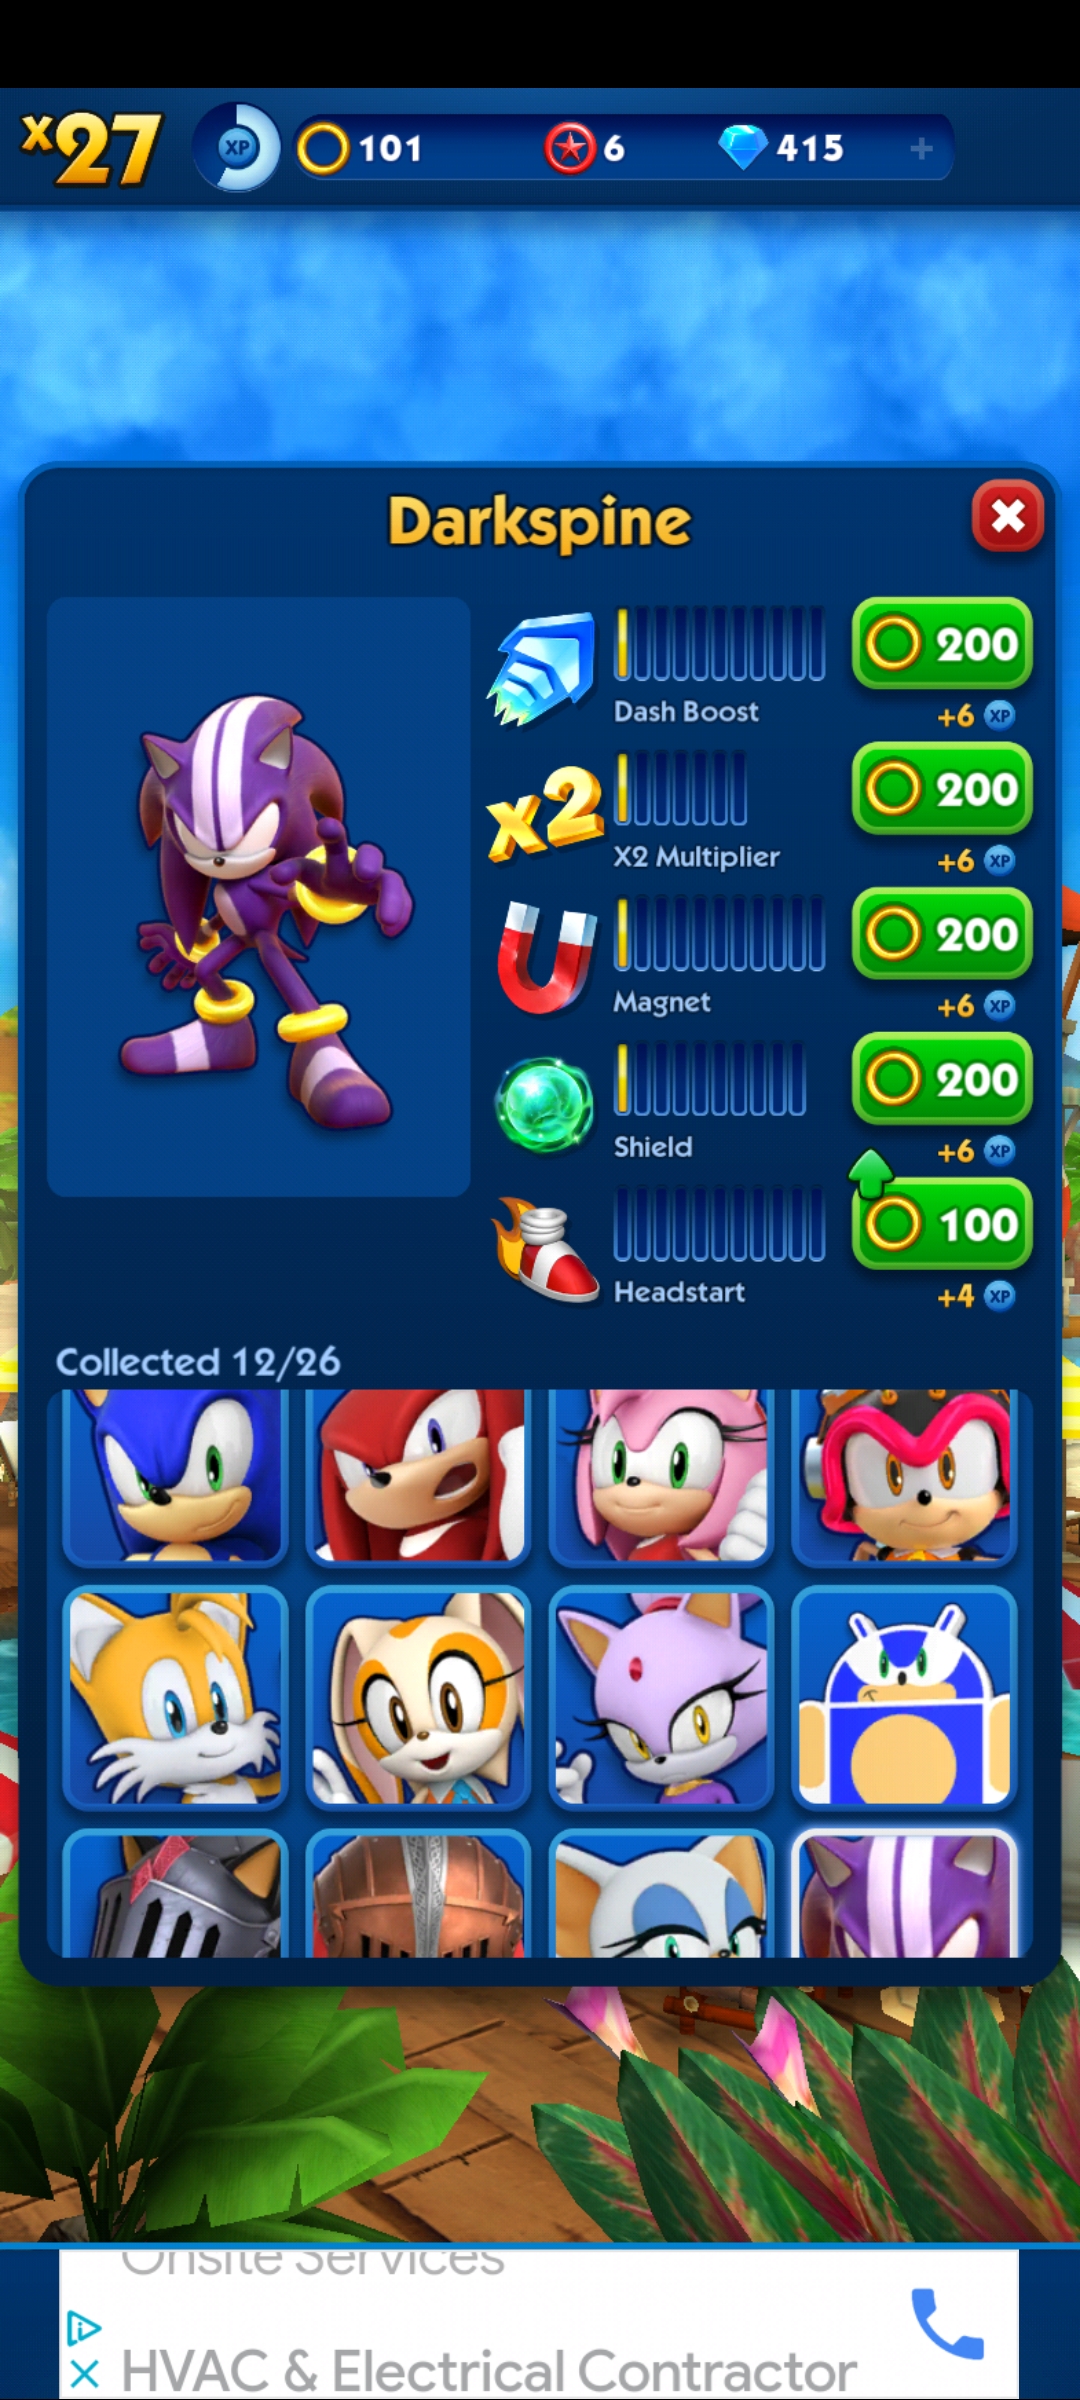 x27
XP
101
6
415
+
Darkspine
200
Dash Boost
+6 XP
x2
200
X2 Multiplier
+6 XP
200
Magnet
+6 XP
200
Shield
+6 XP
100
Headstart
+4 XP
Collected 12/26
Onsite Services
HVAC & Electrical Contractor